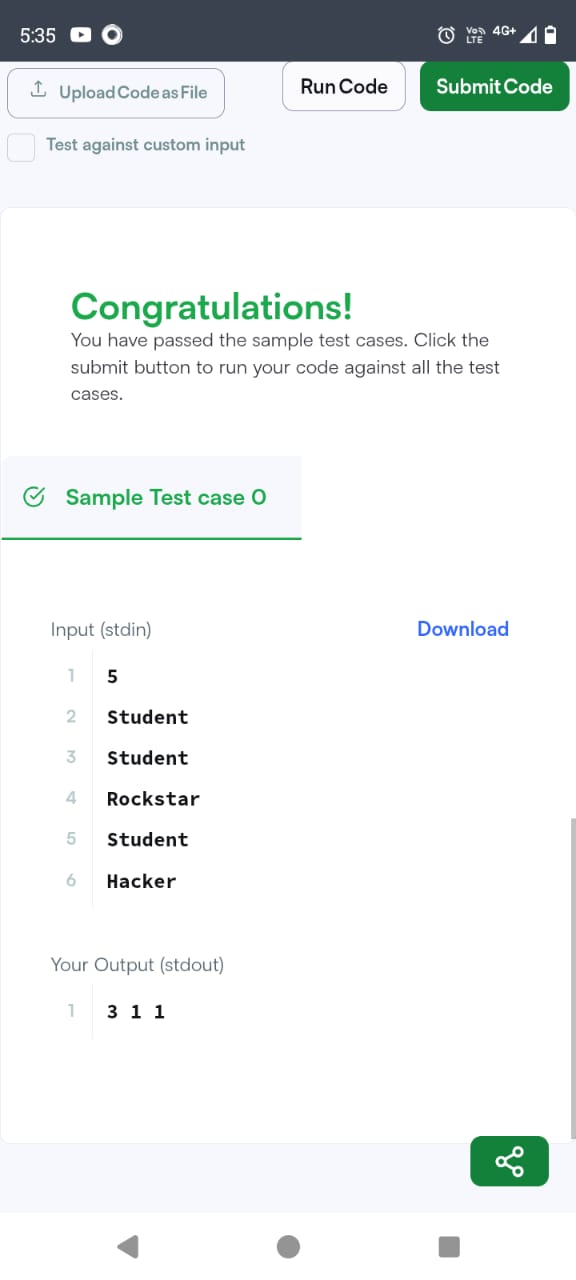 5:35 Vo)) LTE 4G+
Upload Code as File
Run Code
Submit Code
Test against custom input
Congratulations!
You have passed the sample test cases. Click the
submit button to run your code against all the test
cases.
Sample Test case 0
Input (stdin)
Download
1 5
2 Student
3 Student
4 Rockstar
5 Student
6 Hacker
Your Output (stdout)
1 3 1 1